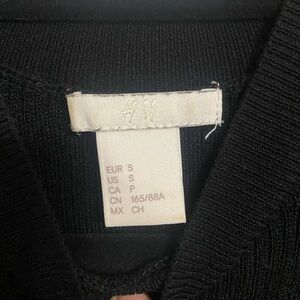 H&M
EUR S
US S
CA P
CN 165/88A
MX CH